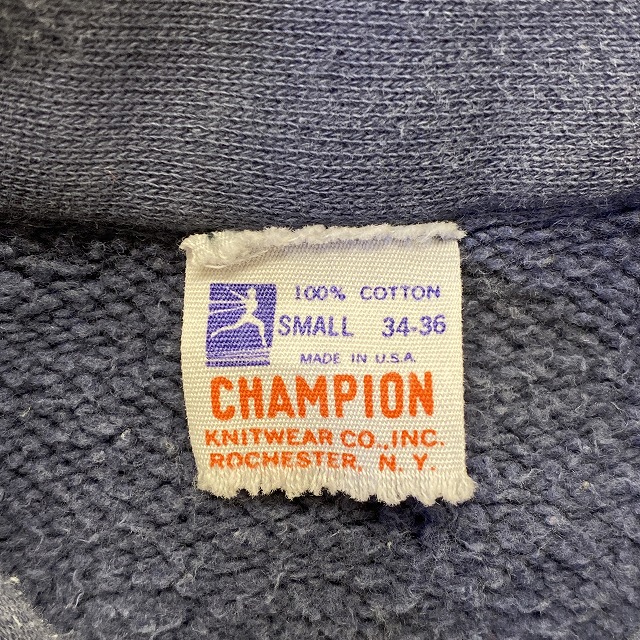 100% COTTON
SMALL 34-36
MADE IN U.S.A.
CHAMPION
KNITWEAR CO., INC.
ROCHESTER, N. Y.